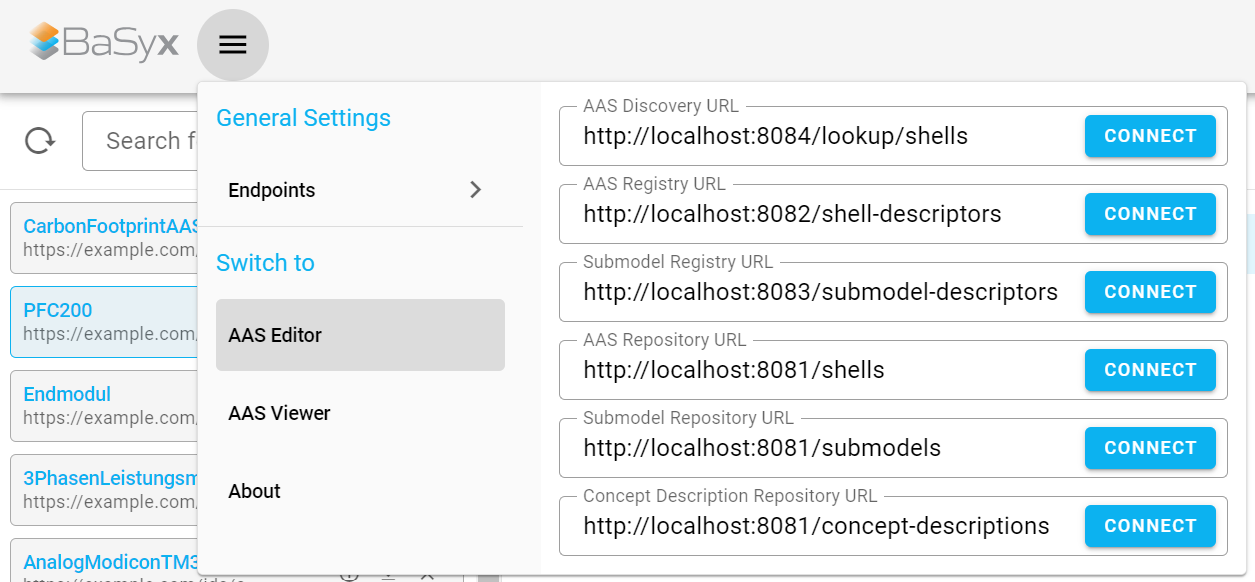 BaSyx
General Settings
Endpoints
Switch to
AAS Editor
AAS Viewer
About
AAS Discovery URL
http://localhost:8084/lookup/shells
CONNECT
AAS Registry URL
http://localhost:8082/shell-descriptors
CONNECT
Submodel Registry URL
http://localhost:8083/submodel-descriptors
CONNECT
AAS Repository URL
http://localhost:8081/shells
CONNECT
Submodel Repository URL
http://localhost:8081/submodels
CONNECT
Concept Description Repository URL
http://localhost:8081/concept-descriptions
CONNECT
Search f
CarbonFootprintAAS
https://example.com/
PFC200
https://example.com/
Endmodul
https://example.com/
3PhasenLeistungsm
https://example.com/
AnalogModiconTM3